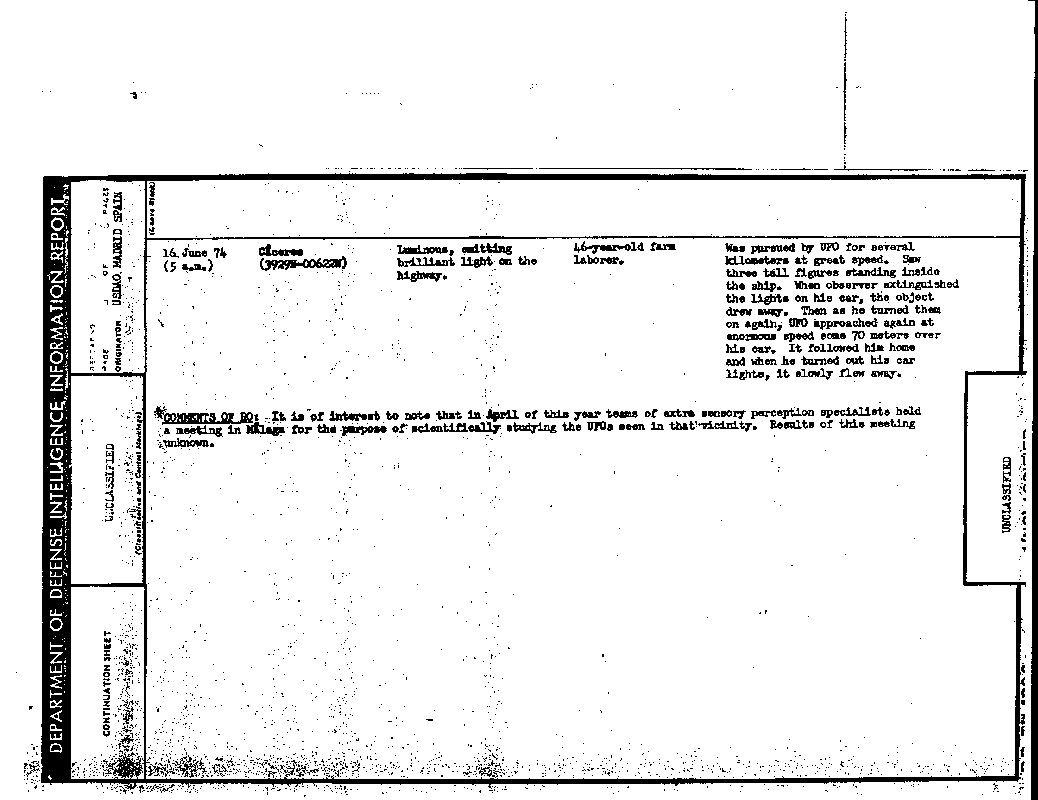 DEPARTMENT OF DEFENSE INTELLIGENCE INFORMATION REPORT
CONTINUATION SHEET
UNCLASSIFIED
(Classification and Control Markings)
PAGE OF PAGES
ORIGINATOR USDAO, MADRID SPAIN
(Leave Blank)
16 June 74
(5 a.m.)
Cáceres
(3929N-00622W)
Luminous, emitting
brilliant light on the
highway.
46-year-old farm
laborer.
Was pursued by UFO for several
kilometers at great speed. Saw
three tall figures standing inside
the ship. When observer extinguished
the lights on his car, the object
drew away. Then as he turned them
on again, UFO approached again at
enormous speed some 70 meters over
his car. It followed him home
and when he turned out his car
lights, it slowly flew away.
COMMENTS OF RO: It is of interest to note that in April of this year teams of extra sensory perception specialists held
a meeting in Málaga for the purpose of scientifically studying the UFOs seen in that vicinity. Results of this meeting
unknown.
UNCLASSIFIED